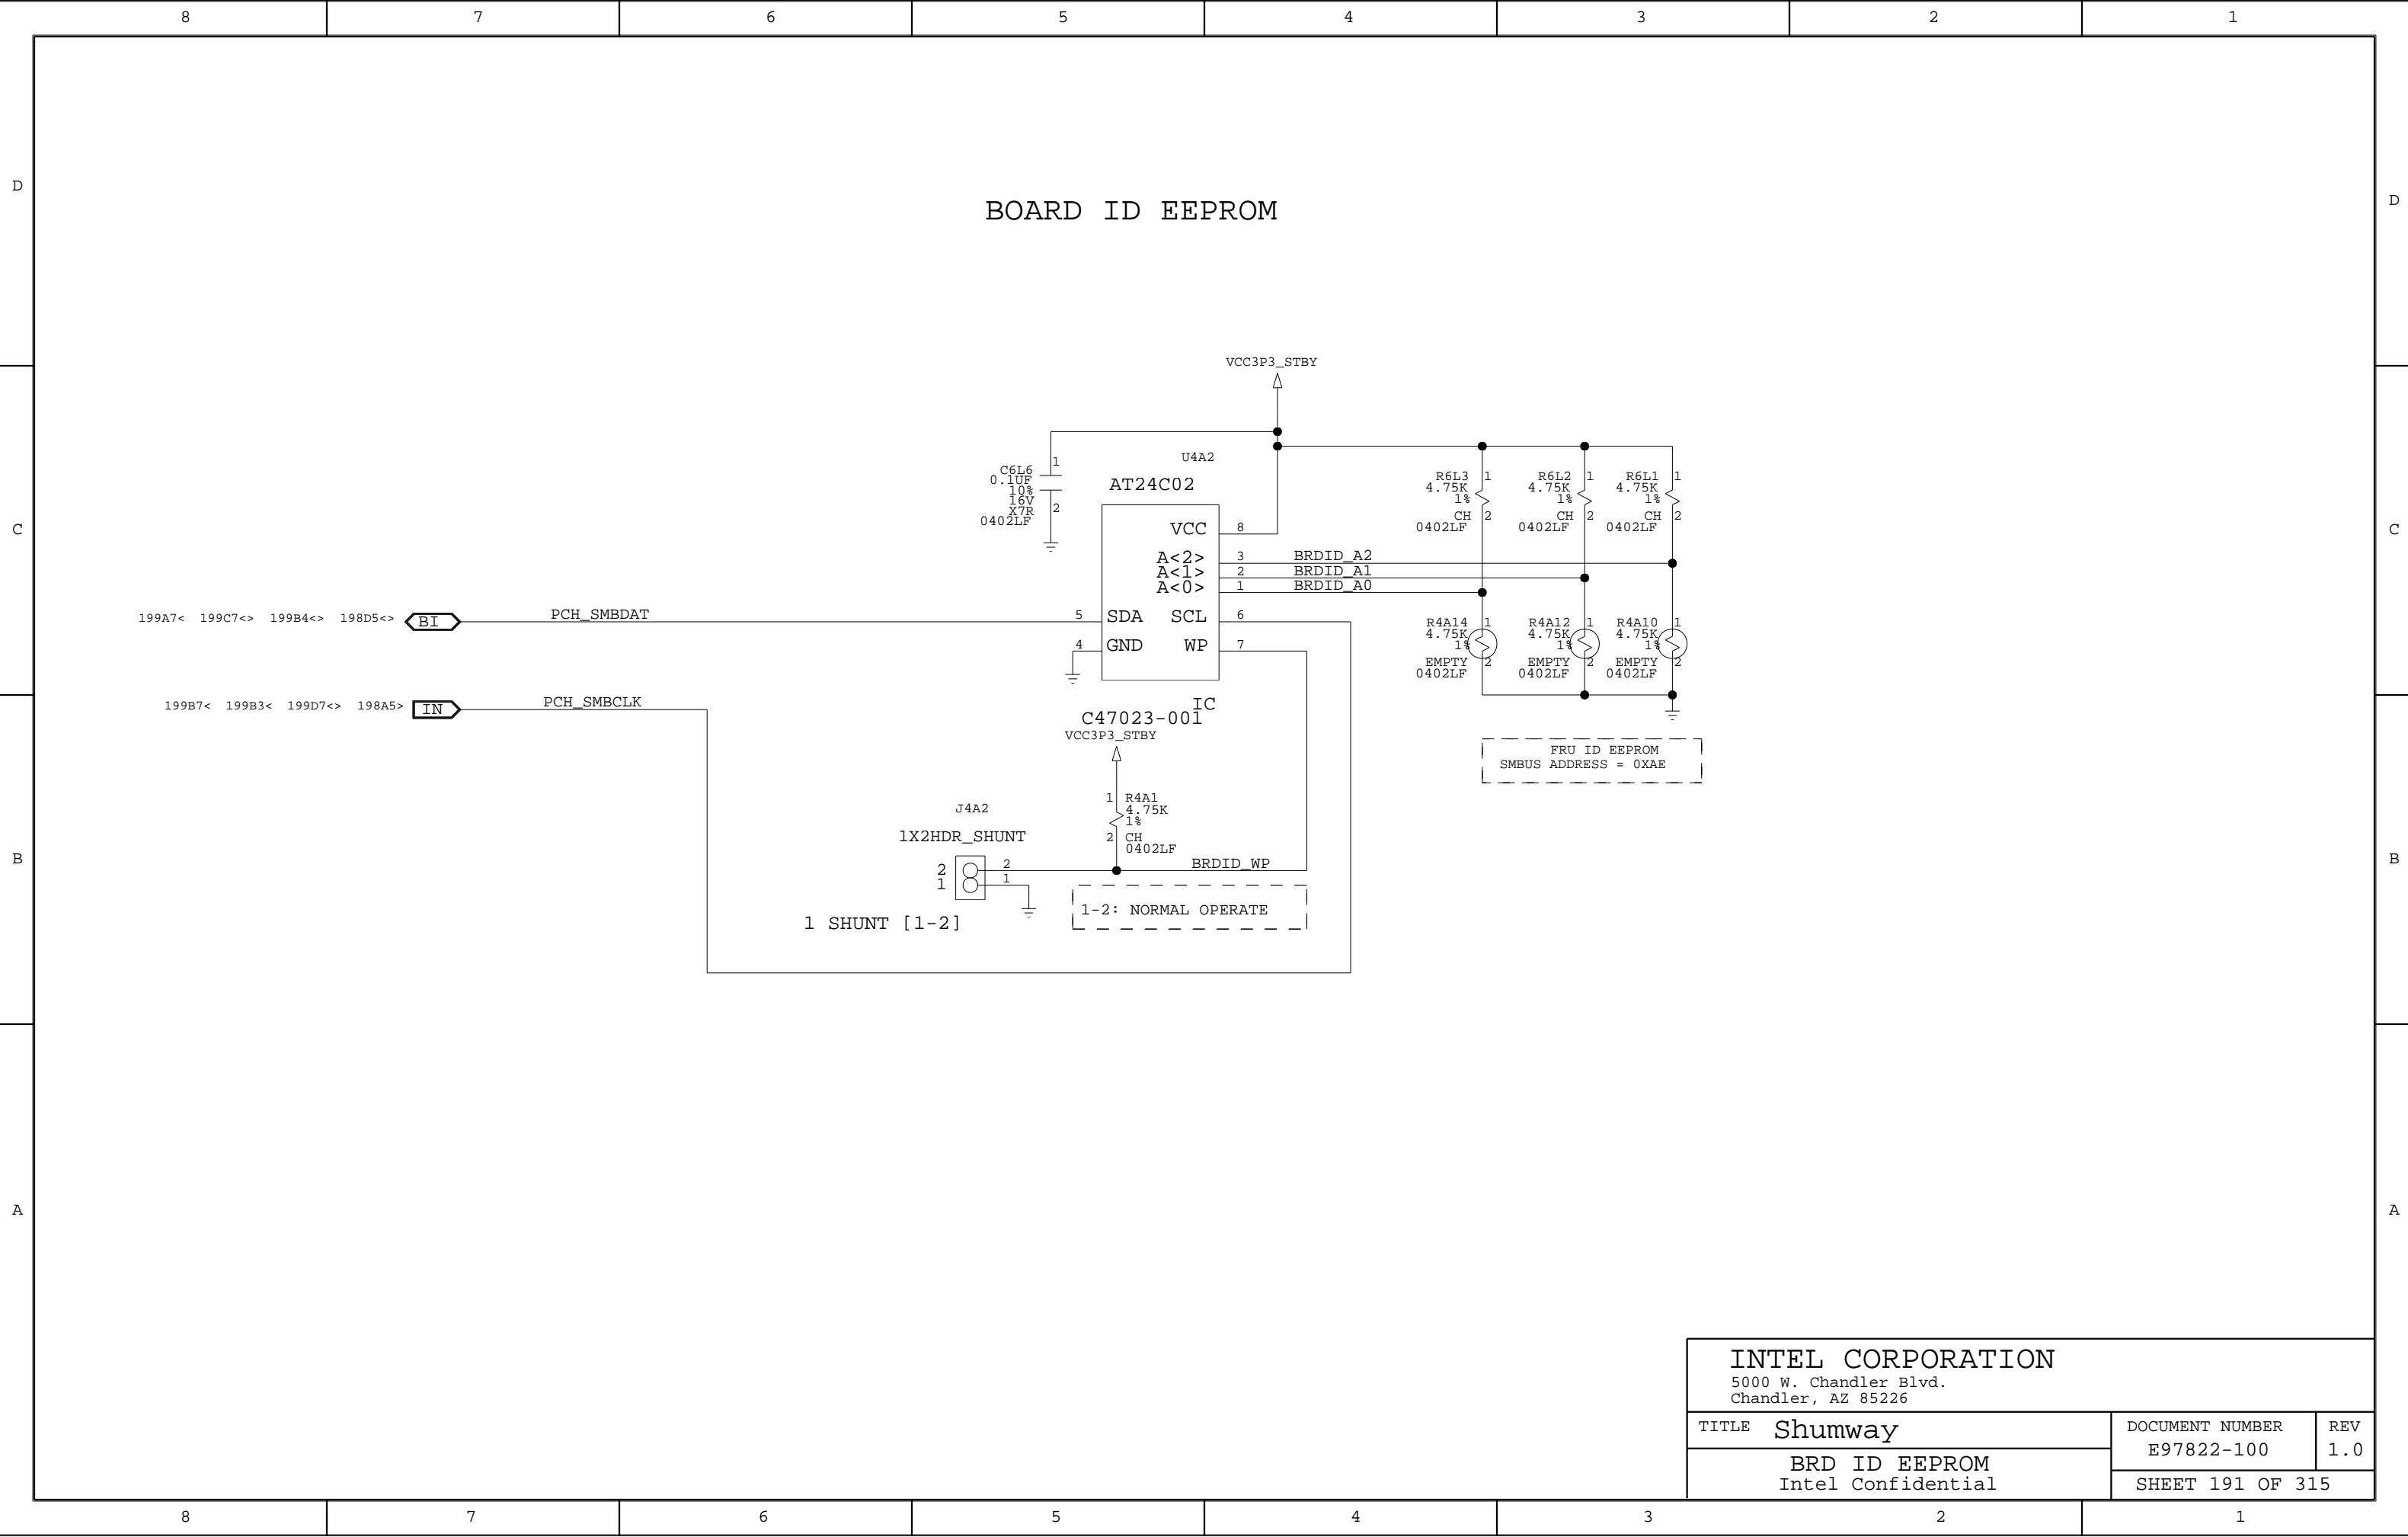 8 7 6 5 4 3 2 1
D D
BOARD ID EEPROM
VCC3P3_STBY
U4A2
AT24C02
C6L6 1
0.1UF
10%
16V
X7R 2
0402LF
R6L3 1
4.75K
1%
CH 2
0402LF
R6L2 1
4.75K
1%
CH 2
0402LF
R6L1 1
4.75K
1%
CH 2
0402LF
C C
VCC 8
A<2> 3 BRDID_A2
A<1> 2 BRDID_A1
A<0> 1 BRDID_A0
199A7< 199C7<> 199B4<> 198D5<> BI PCH_SMBDAT 5 SDA SCL 6
4 GND WP 7
R4A14 1
4.75K
1%
EMPTY 2
0402LF
R4A12 1
4.75K
1%
EMPTY 2
0402LF
R4A10 1
4.75K
1%
EMPTY 2
0402LF
199B7< 199B3< 199D7<> 198A5> IN PCH_SMBCLK
IC
C47023-001
VCC3P3_STBY
FRU ID EEPROM
SMBUS ADDRESS = 0XAE
1 R4A1
4.75K
1%
2 CH
0402LF
J4A2
1X2HDR_SHUNT
2 2 BRDID_WP
1 1
B B
1-2: NORMAL OPERATE
1 SHUNT [1-2]
A A
INTEL CORPORATION
5000 W. Chandler Blvd.
Chandler, AZ 85226
TITLE Shumway
DOCUMENT NUMBER
E97822-100
REV
1.0
BRD ID EEPROM
Intel Confidential
SHEET 191 OF 315
8 7 6 5 4 3 2 1